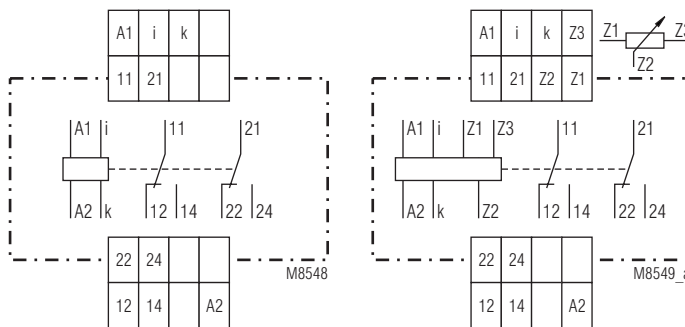 A1 i k
11 21
A1 i 11 21
A2 k 12 14 22 24
22 24
M8548
12 14 A2
A1 i k Z3
Z1 Z3
Z2
11 21 Z2 Z1
A1 i Z1 Z3 11 21
A2 k Z2 12 14 22 24
22 24
M8549_a
12 14 A2